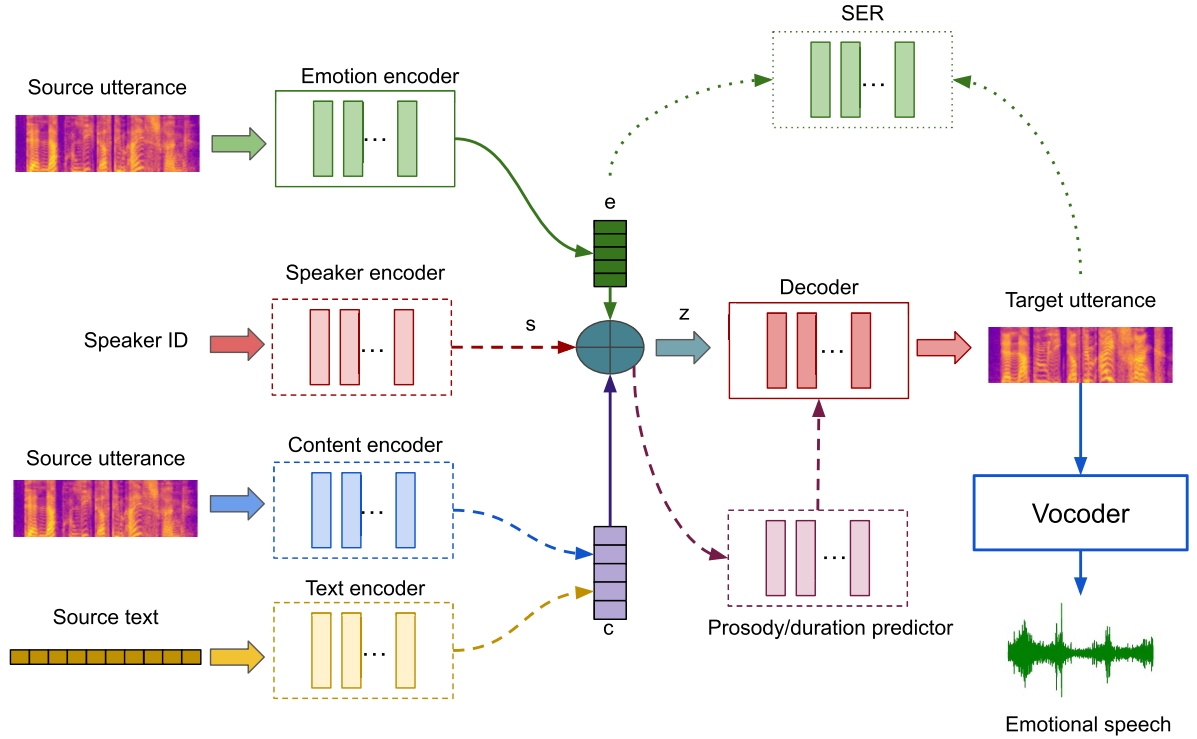 SER
Emotion encoder
Source utterance
...
...
e
Speaker encoder
Decoder
Target utterance
s
z
Speaker ID
...
...
Content encoder
Source utterance
...
Vocoder
...
Text encoder
Source text
c
Prosody/duration predictor
...
Emotional speech